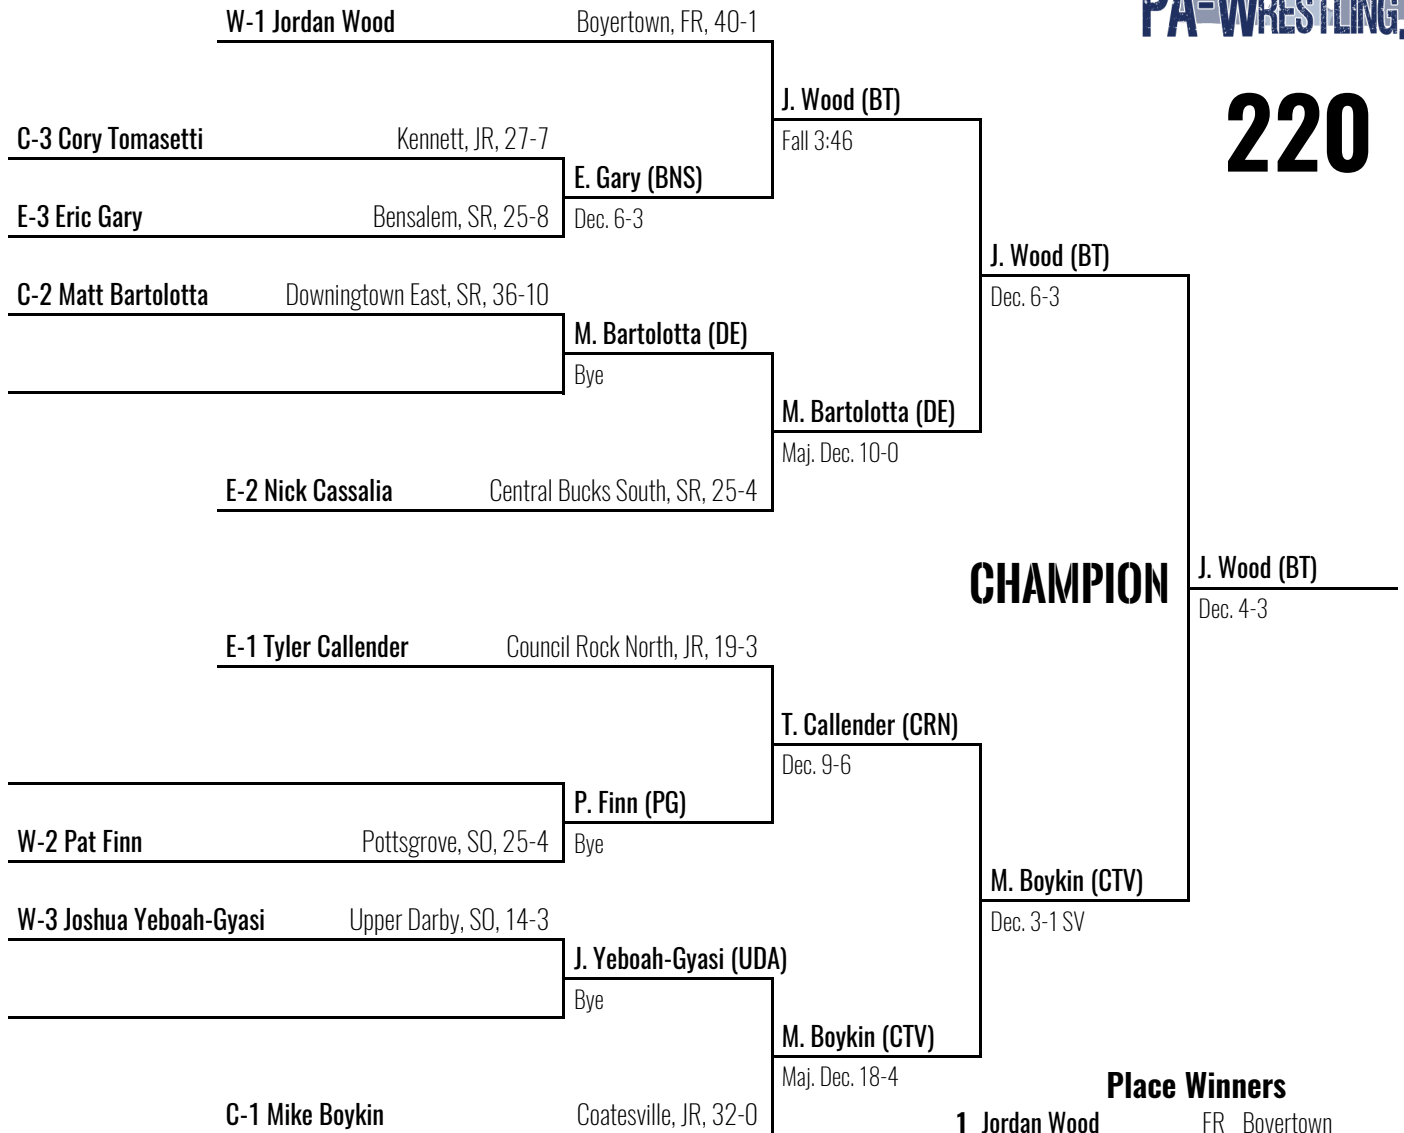 W-1 Jordan Wood Boyertown, FR, 40-1
PA-WRESTLING.
J. Wood (BT)
220
C-3 Cory Tomasetti Kennett, JR, 27-7
Fall 3:46
E. Gary (BNS)
E-3 Eric Gary Bensalem, SR, 25-8
Dec. 6-3
J. Wood (BT)
C-2 Matt Bartolotta Downingtown East, SR, 36-10
Dec. 6-3
M. Bartolotta (DE)
Bye
M. Bartolotta (DE)
Maj. Dec. 10-0
E-2 Nick Cassalia Central Bucks South, SR, 25-4
CHAMPION
J. Wood (BT)
Dec. 4-3
E-1 Tyler Callender Council Rock North, JR, 19-3
T. Callender (CRN)
Dec. 9-6
P. Finn (PG)
W-2 Pat Finn Pottsgrove, SO, 25-4
Bye
M. Boykin (CTV)
W-3 Joshua Yeboah-Gyasi Upper Darby, SO, 14-3
Dec. 3-1 SV
J. Yeboah-Gyasi (UDA)
Bye
M. Boykin (CTV)
Maj. Dec. 18-4
Place Winners
C-1 Mike Boykin Coatesville, JR, 32-0
1 Jordan Wood FR Boyertown